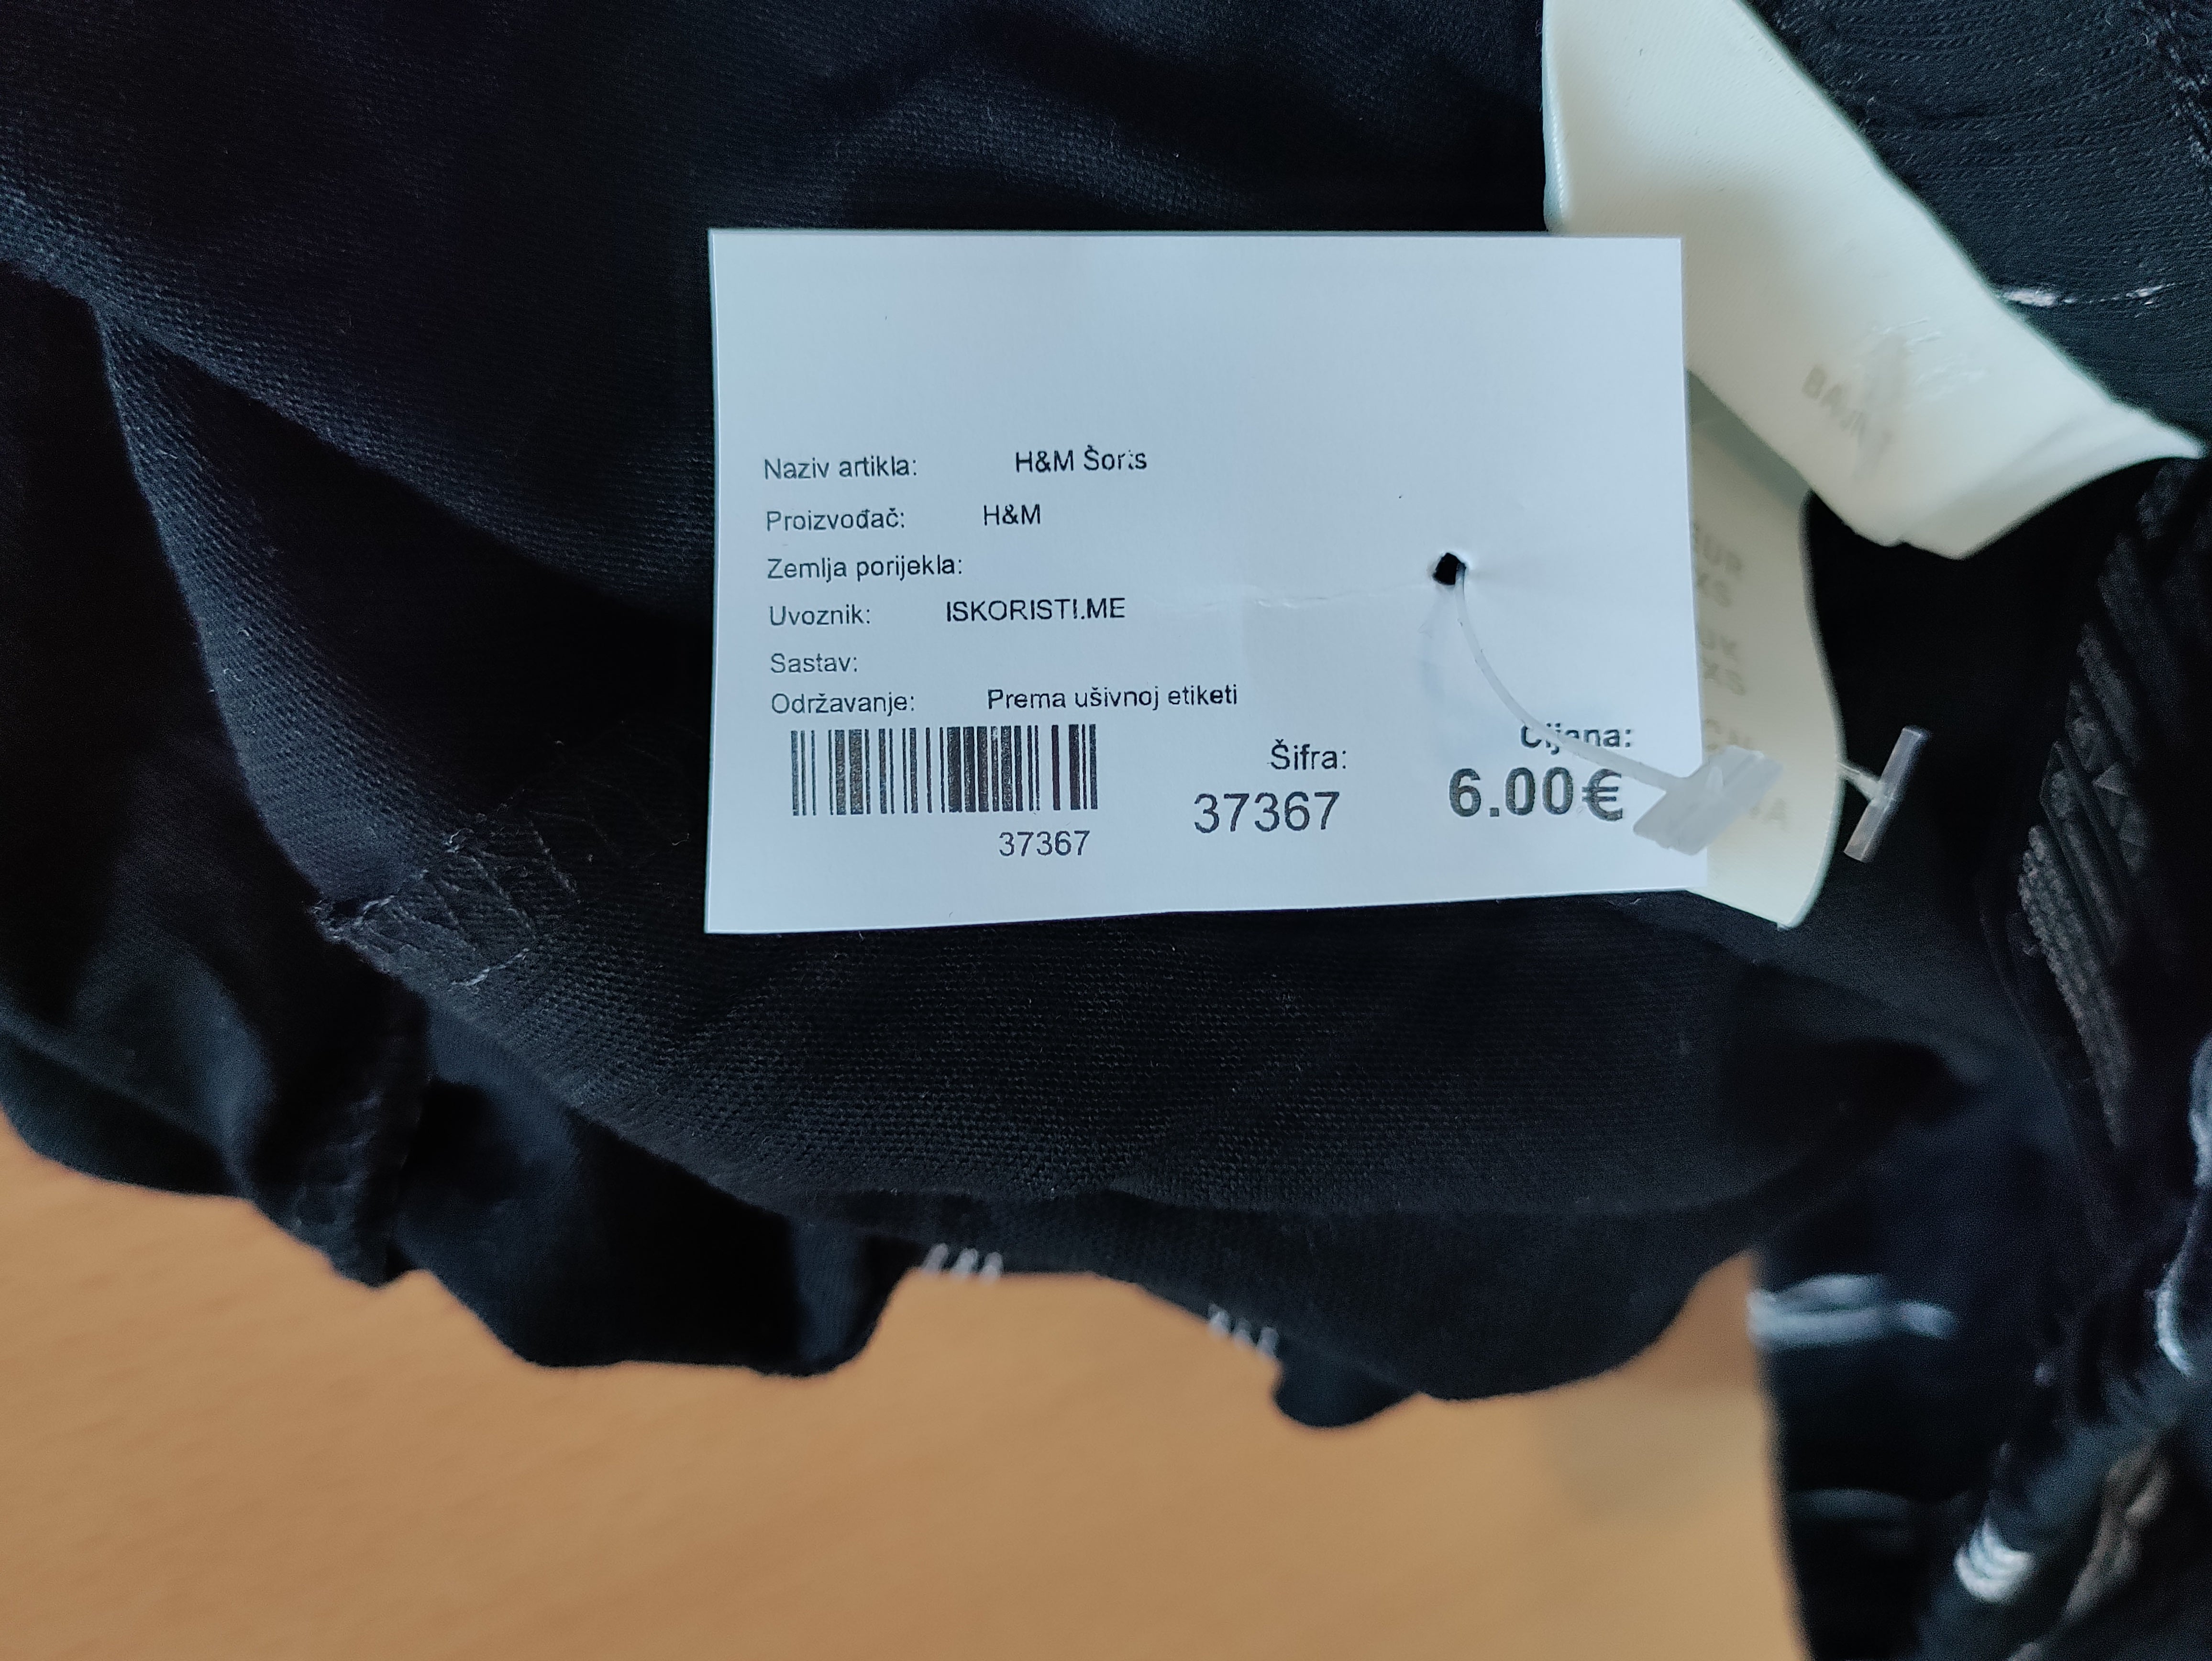 Naziv artikla: H&M Šorts
Proizvođač: H&M
Zemlja porijekla:
Uvoznik: ISKORISTI.ME
Sastav:
Održavanje: Prema ušivnoj etiketi
Šifra: Cijena:
37367 6.00€
37367